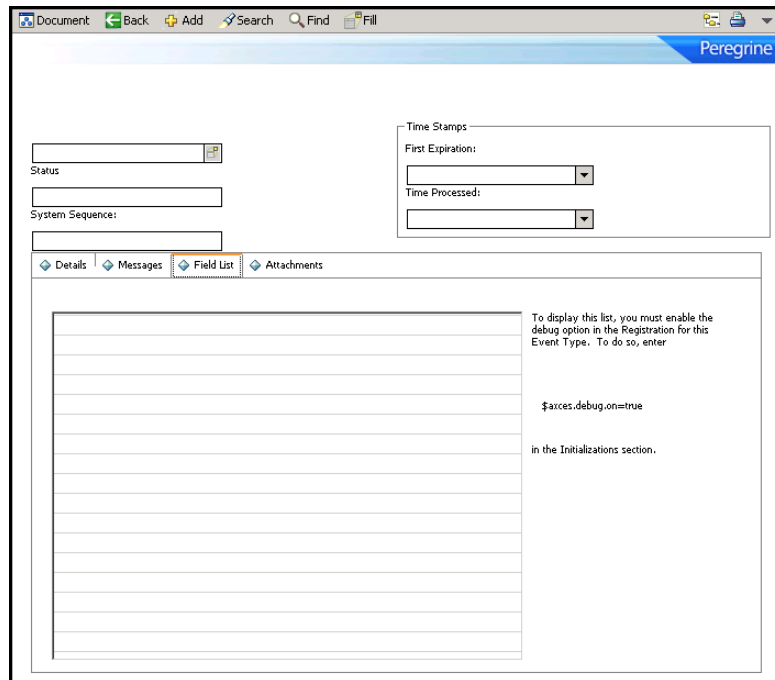 Document Back Add Search Find Fill
Peregrine
Time Stamps
First Expiration:
Status
Time Processed:
System Sequence:
Details Messages Field List Attachments
To display this list, you must enable the
debug option in the Registration for this
Event Type. To do so, enter
$axces.debug.on=true
in the Initializations section.